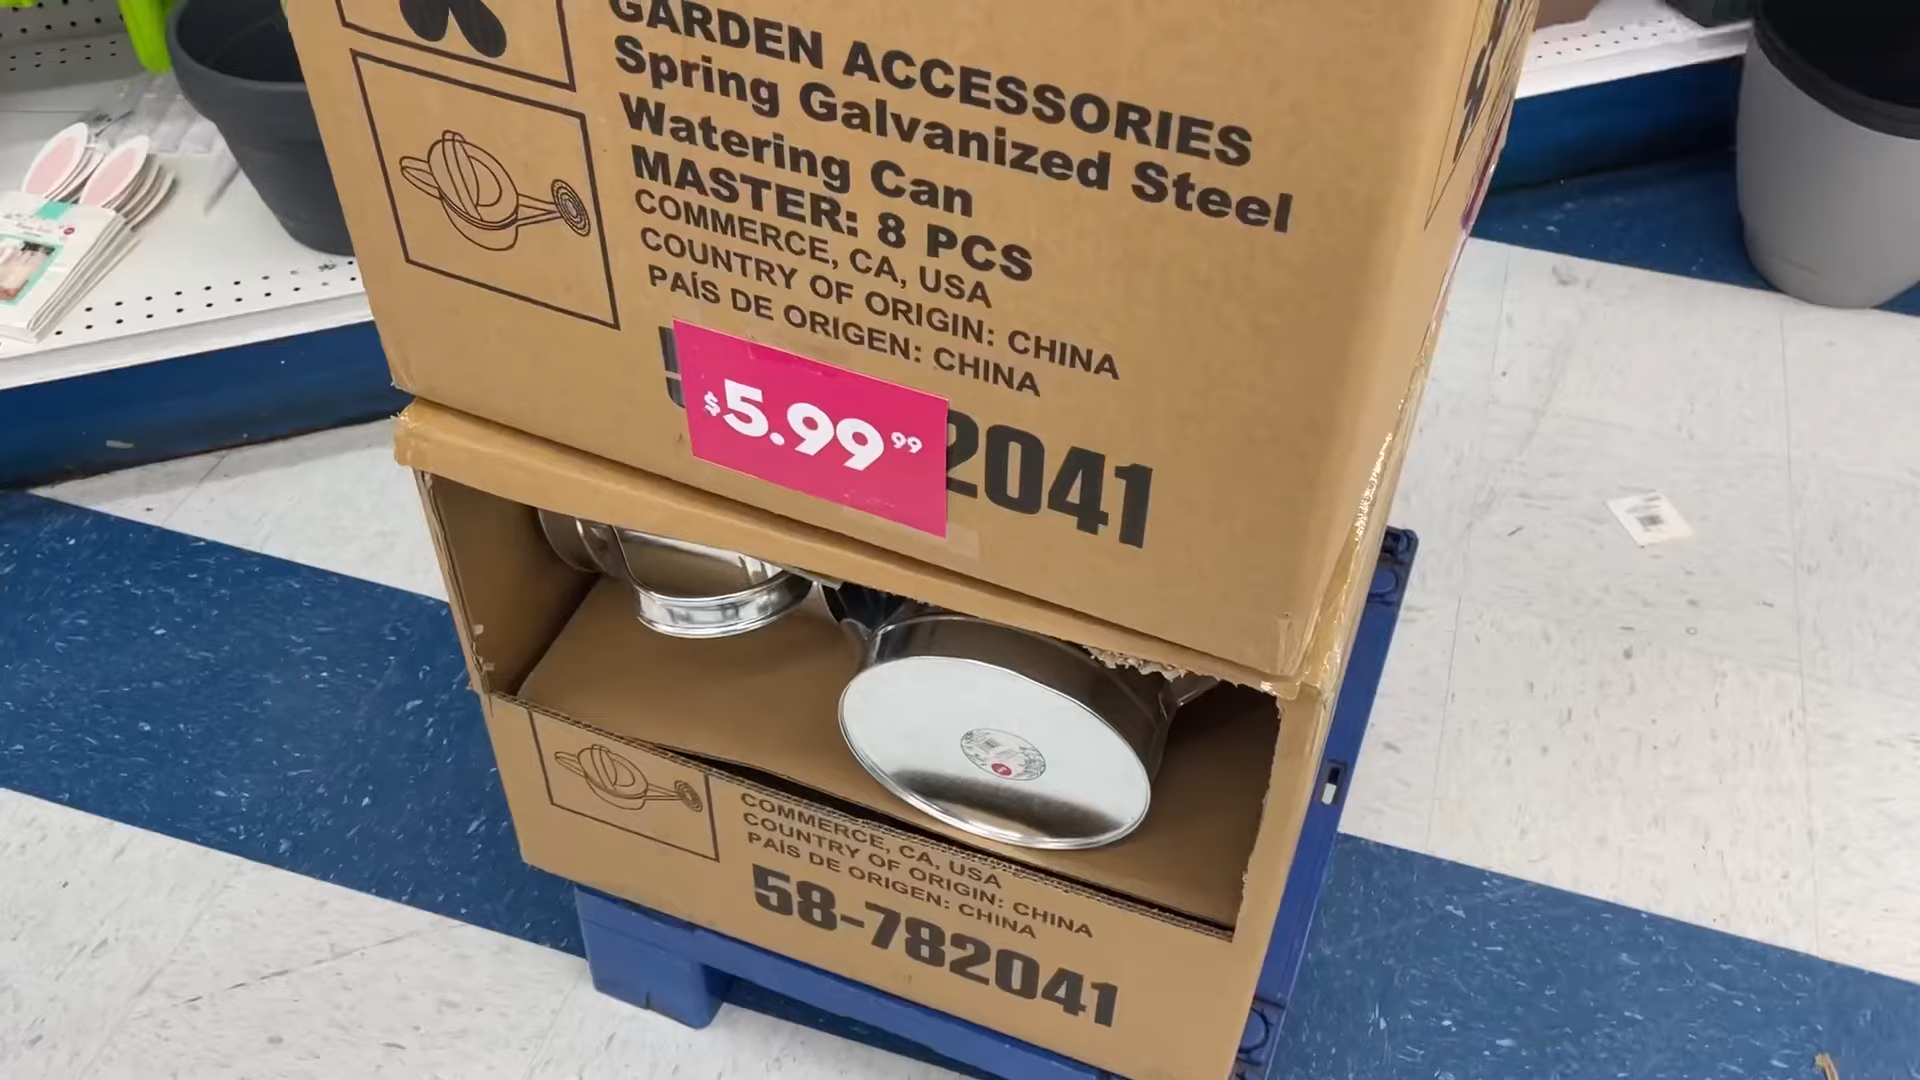 GARDEN ACCESSORIES
Spring Galvanized Steel
Watering Can
MASTER: 8 PCS
COMMERCE, CA, USA
COUNTRY OF ORIGIN: CHINA
PAÍS DE ORIGEN: CHINA
$5.99 99
2041
COMMERCE, CA, USA
COUNTRY OF ORIGIN: CHINA
PAÍS DE ORIGEN: CHINA
58-782041